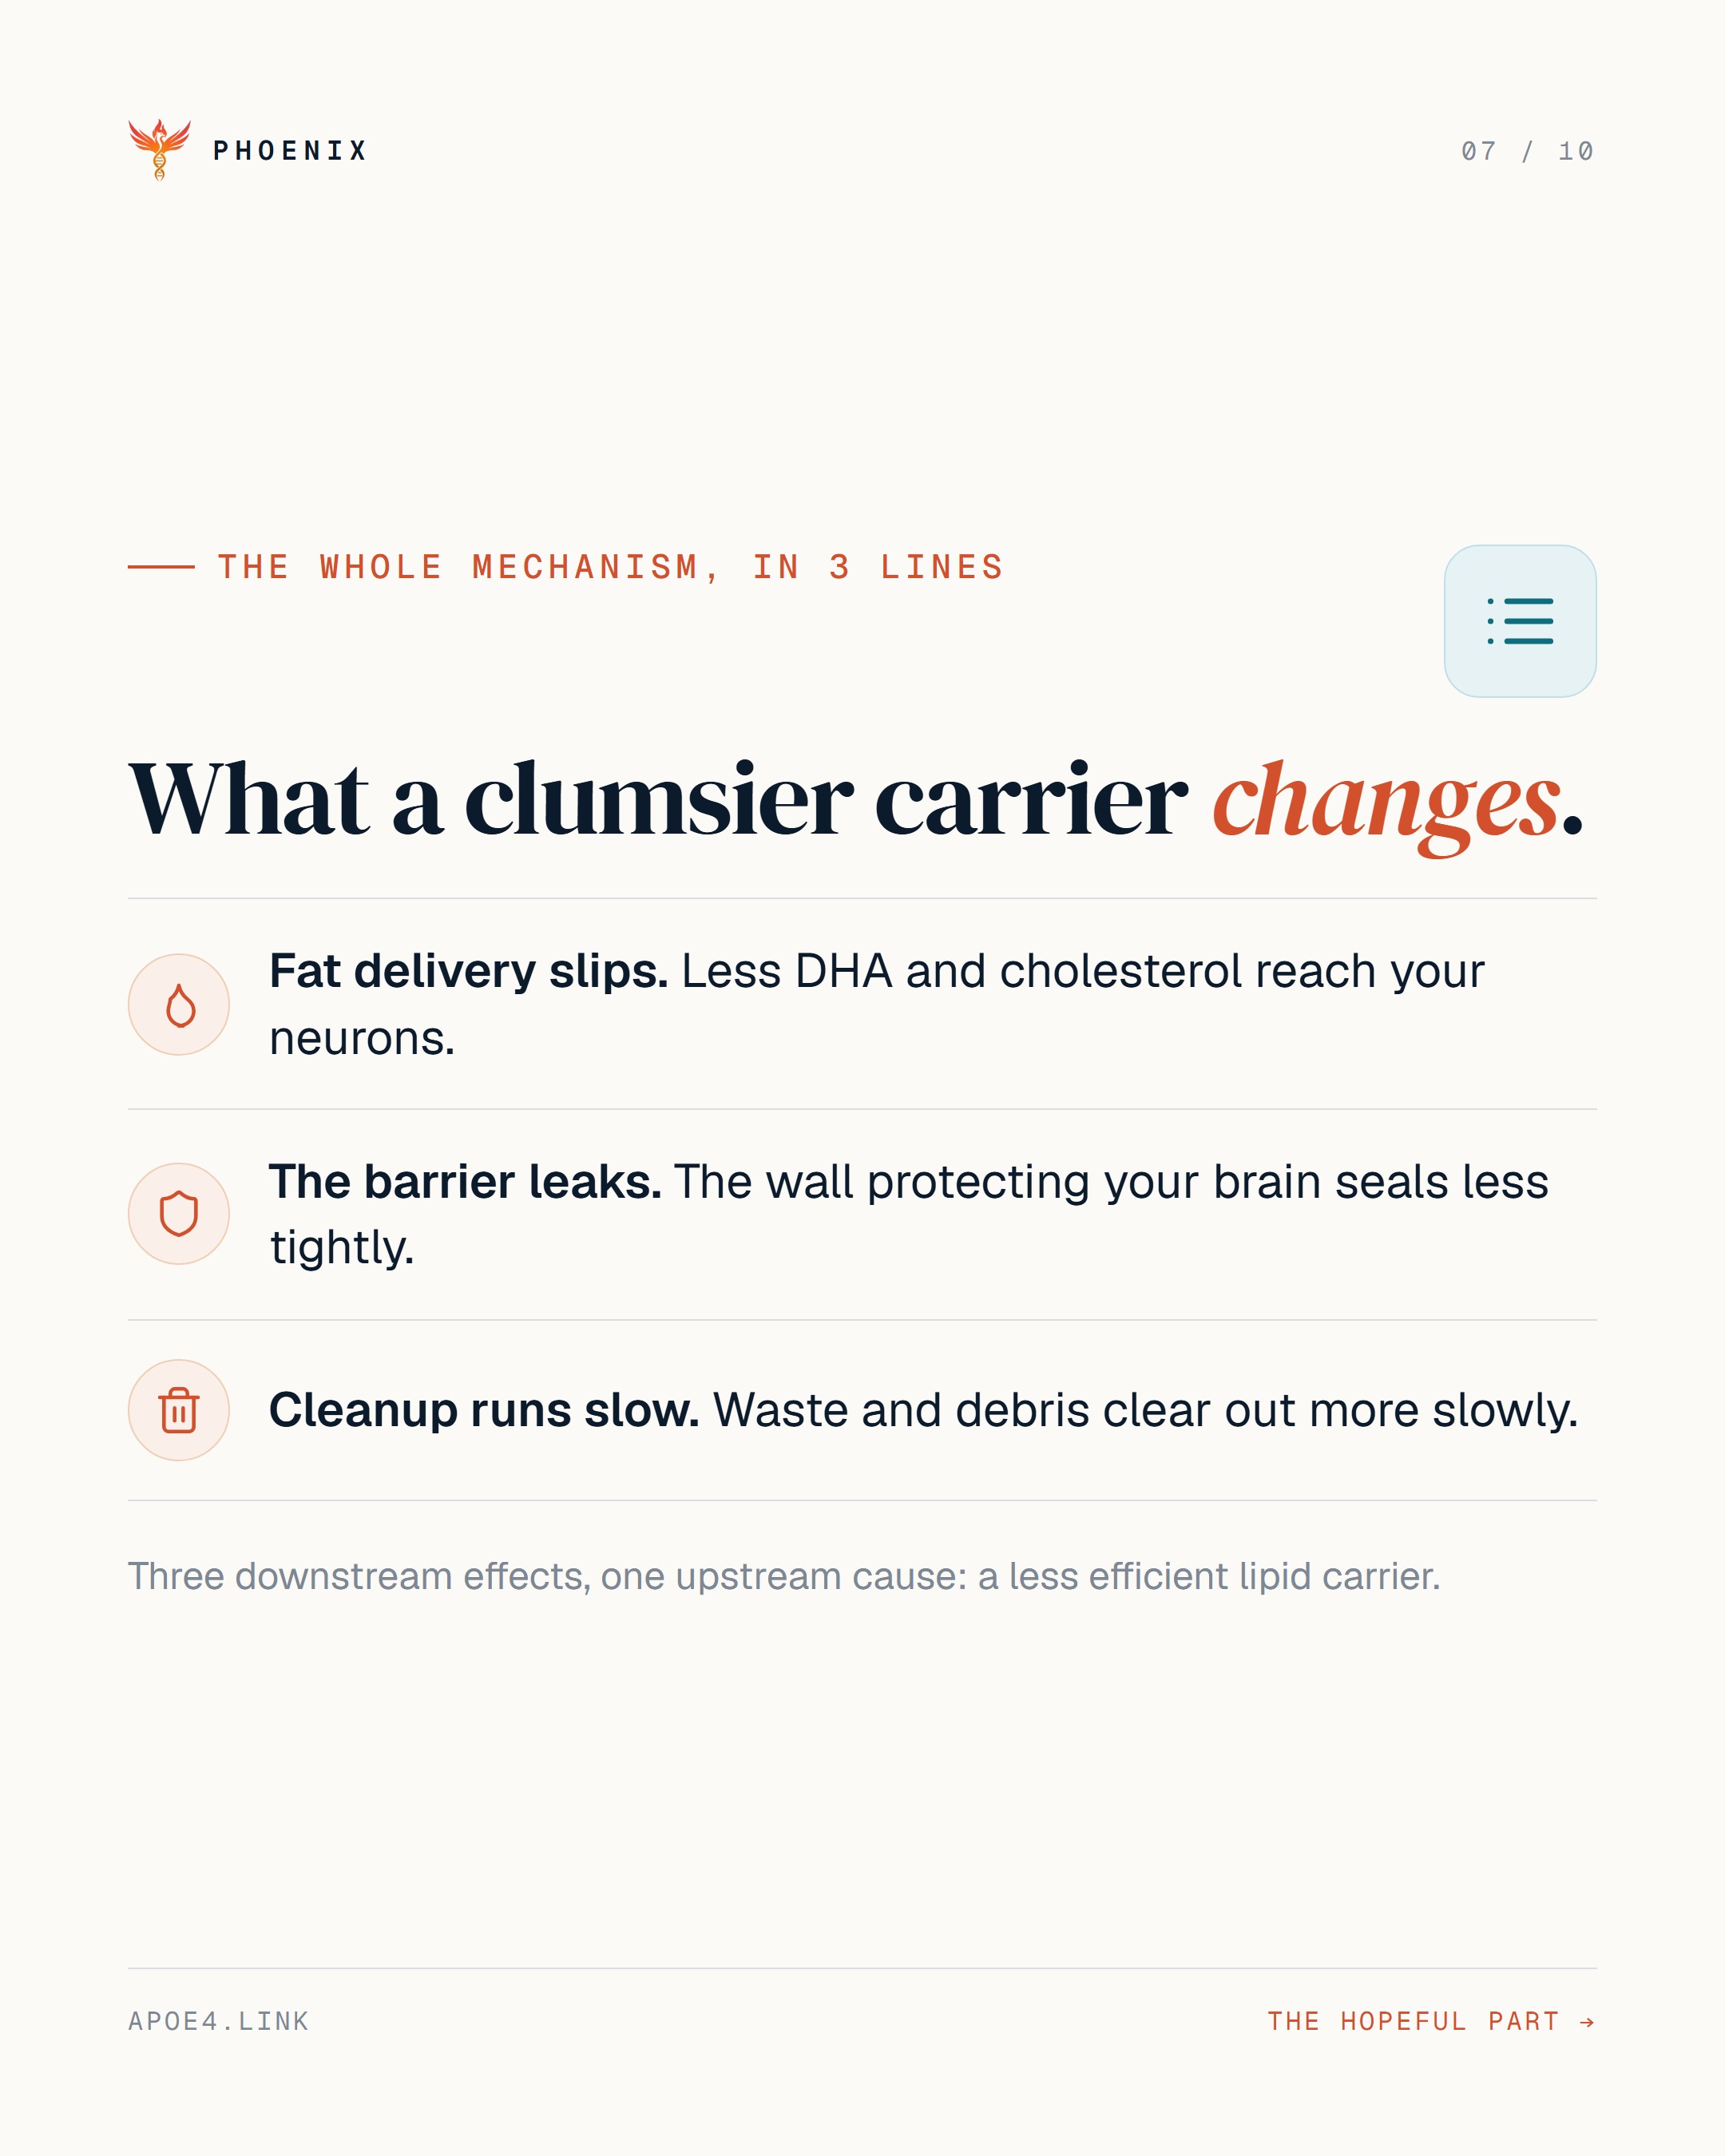 PHOENIX
07 / 10
THE WHOLE MECHANISM, IN 3 LINES
What a clumsier carrier changes.
Fat delivery slips. Less DHA and cholesterol reach your
neurons.
The barrier leaks. The wall protecting your brain seals less
tightly.
Cleanup runs slow. Waste and debris clear out more slowly.
Three downstream effects, one upstream cause: a less efficient lipid carrier.
APOE4.LINK
THE HOPEFUL PART →